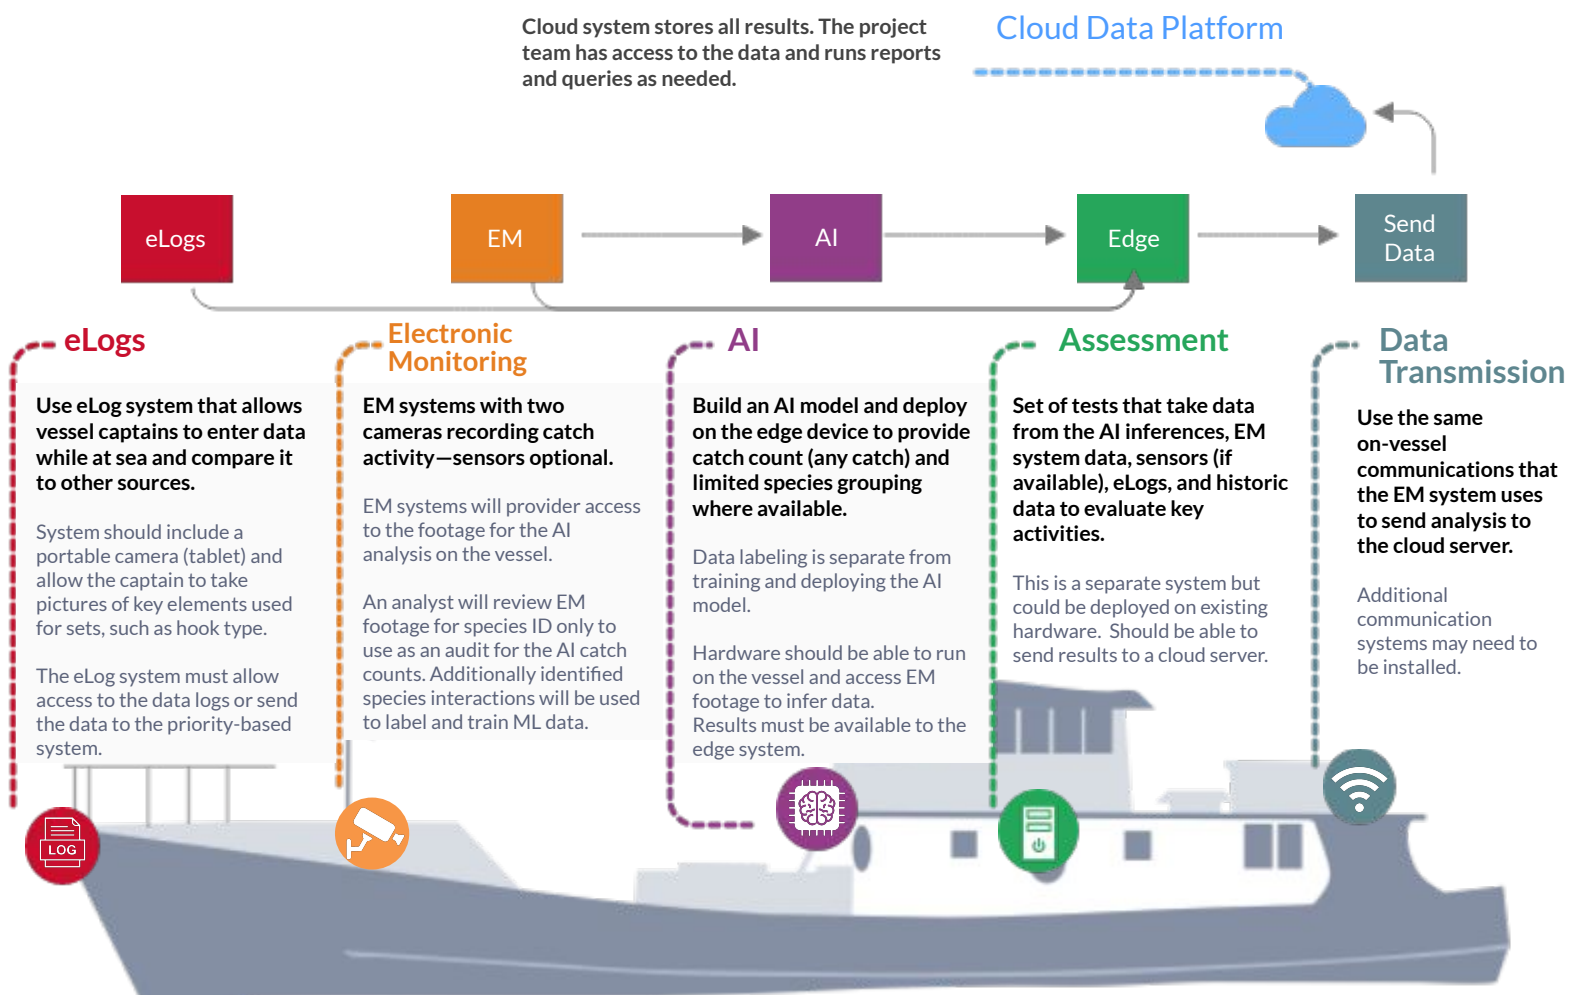 Cloud system stores all results. The project
team has access to the data and runs reports
and queries as needed.
Cloud Data Platform
eLogs
EM
AI
Edge
Send
Data
eLogs
Use eLog system that allows
vessel captains to enter data
while at sea and compare it
to other sources.
System should include a
portable camera (tablet) and
allow the captain to take
pictures of key elements used
for sets, such as hook type.
The eLog system must allow
access to the data logs or send
the data to the priority-based
system.
Electronic
Monitoring
EM systems with two
cameras recording catch
activity—sensors optional.
EM systems will provider access
to the footage for the AI
analysis on the vessel.
An analyst will review EM
footage for species ID only to
use as an audit for the AI catch
counts. Additionally identified
species interactions will be used
to label and train ML data.
AI
Build an AI model and deploy
on the edge device to provide
catch count (any catch) and
limited species grouping
where available.
Data labeling is separate from
training and deploying the AI
model.
Hardware should be able to run
on the vessel and access EM
footage to infer data.
Results must be available to the
edge system.
Assessment
Set of tests that take data
from the AI inferences, EM
system data, sensors (if
available), eLogs, and historic
data to evaluate key
activities.
This is a separate system but
could be deployed on existing
hardware. Should be able to
send results to a cloud server.
Data
Transmission
Use the same
on-vessel
communications that
the EM system uses
to send analysis to
the cloud server.
Additional
communication
systems may need to
be installed.
LOG